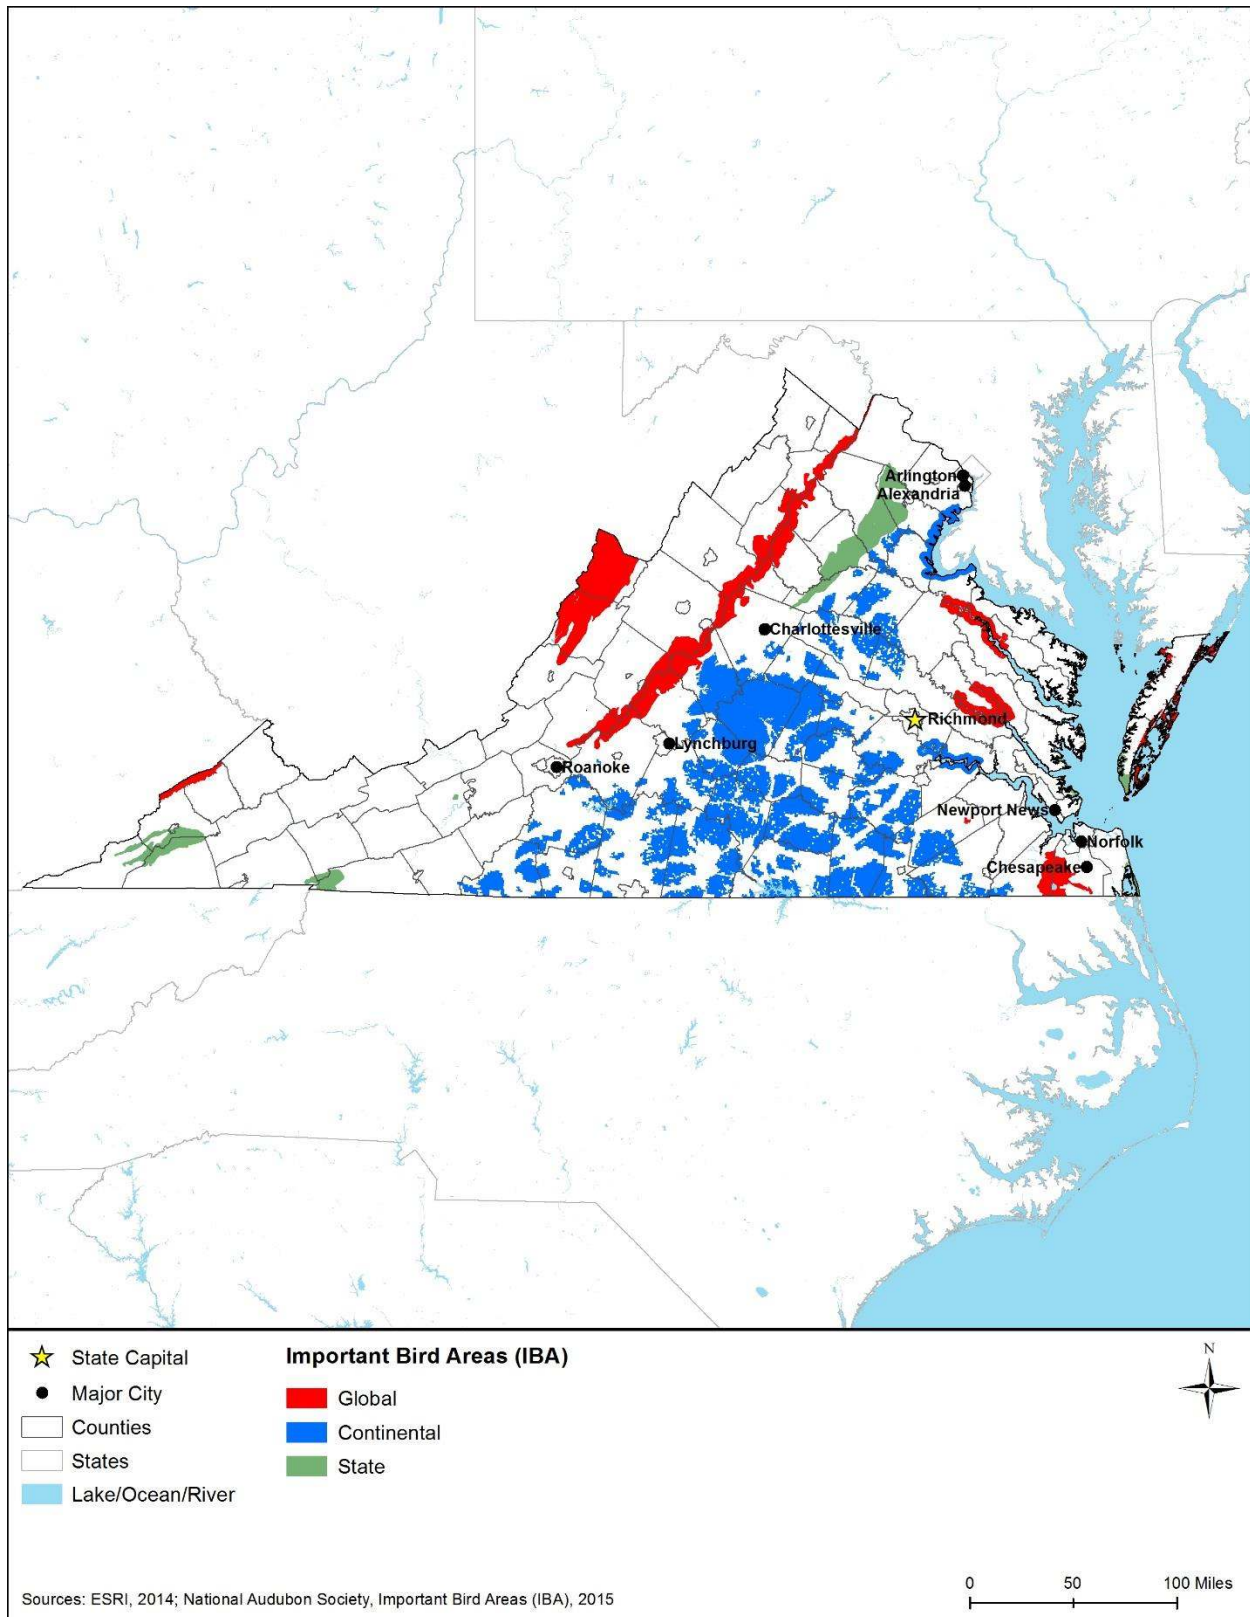 Arlington
Alexandria
Charlottesville
Richmond
Lynchburg
Roanoke
Newport News
Norfolk
Chesapeake
State Capital
Major City
Counties
States
Lake/Ocean/River
Important Bird Areas (IBA)
Global
Continental
State
N
0 50 100 Miles
Sources: ESRI, 2014; National Audubon Society, Important Bird Areas (IBA), 2015